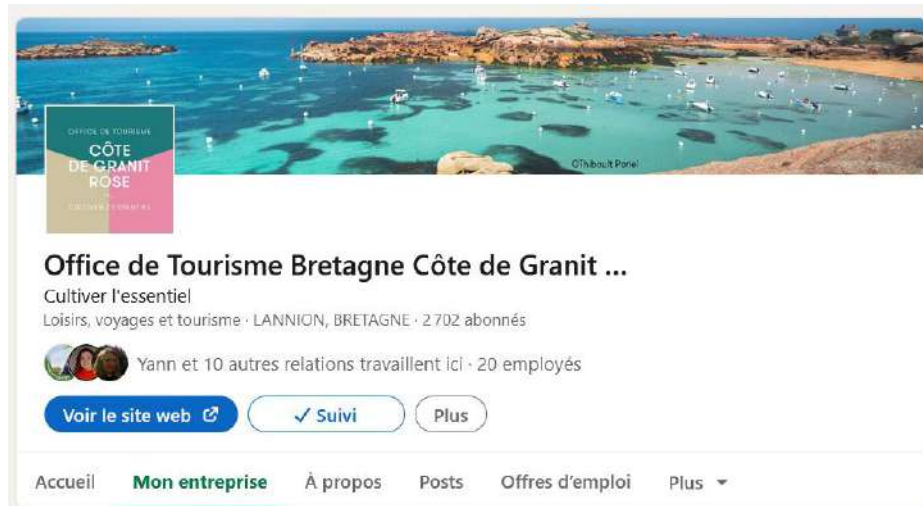 ©Thibault Poriel
OFFICE DE TOURISME
CÔTE
DE GRANIT
ROSE
Office de Tourisme Bretagne Côte de Granit ...
Cultiver l'essentiel
Loisirs, voyages et tourisme · LANNION, BRETAGNE · 2 702 abonnés
Yann et 10 autres relations travaillent ici · 20 employés
Voir le site web ✓ Suivi Plus
Accueil Mon entreprise À propos Posts Offres d'emploi Plus